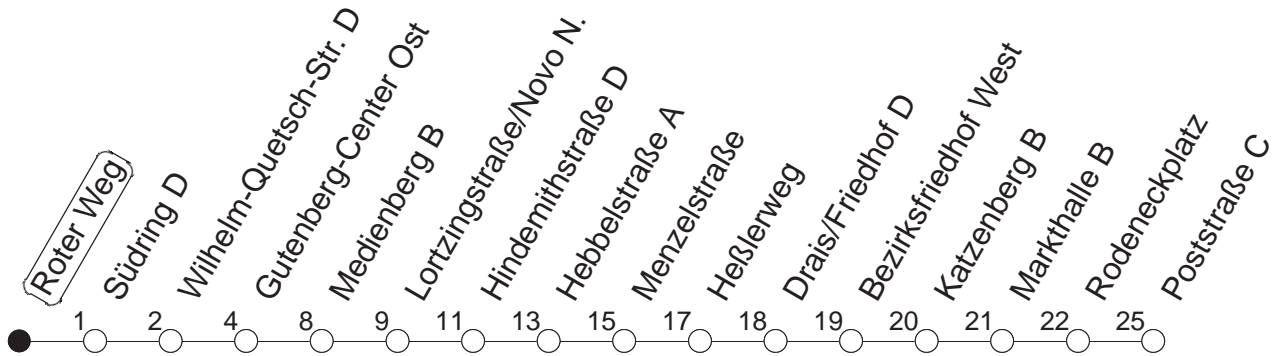 Roter Weg
Südring D
Wilhelm-Quetsch-Str. D
Gutenberg-Center Ost
Medienberg B
Lortzingstraße/Novo N.
Hindemithstraße D
Hebbelstraße A
Menzelstraße
Heßlerweg
Drais/Friedhof D
Bezirksfriedhof West
Katzenberg B
Markthalle B
Rodeneckplatz
Poststraße C
1 2 4 8 9 11 13 15 17 18 19 20 21 22 25